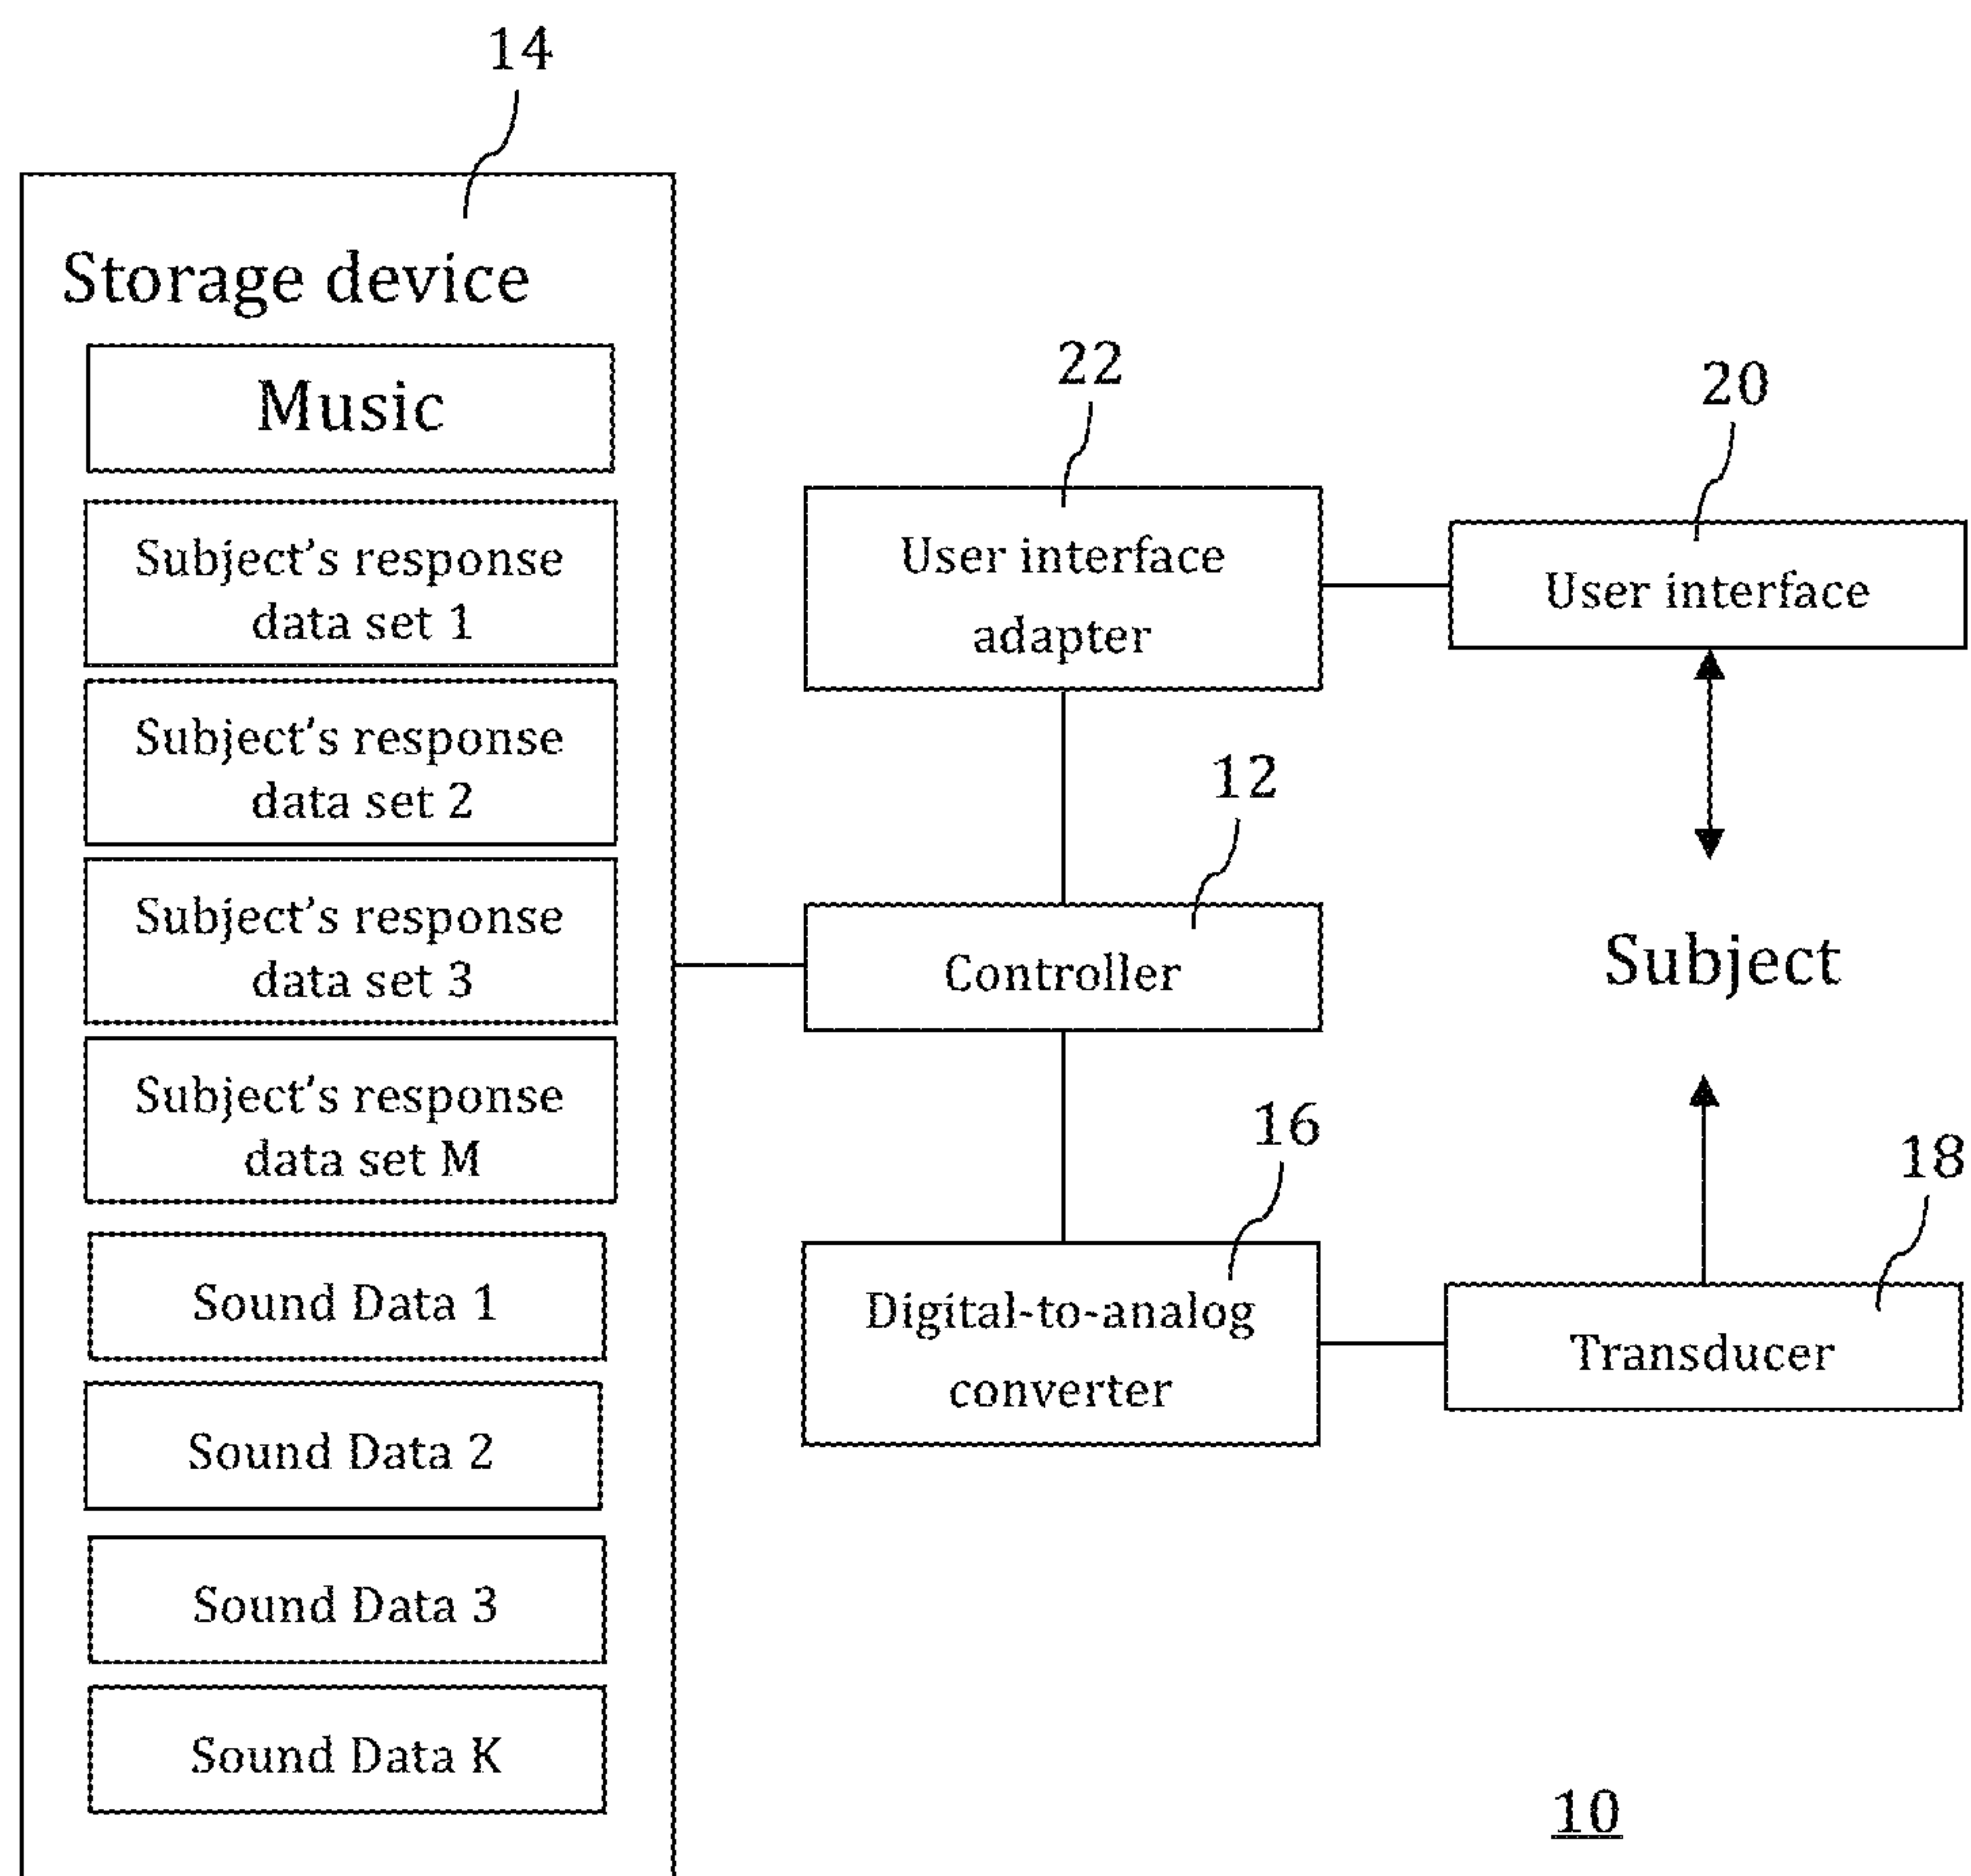 14
Storage device
Music
Subject's response
data set 1
Subject's response
data set 2
Subject's response
data set 3
Subject's response
data set M
Sound Data 1
Sound Data 2
Sound Data 3
Sound Data K
22
User interface
adapter
20
User interface
12
Controller
Subject
16
Digital-to-analog
converter
18
Transducer
10